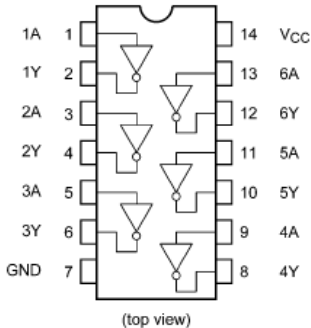 1A 1 14 VCC
1Y 2 13 6A
2A 3 12 6Y
2Y 4 11 5A
3A 5 10 5Y
3Y 6 9 4A
GND 7 8 4Y
(top view)